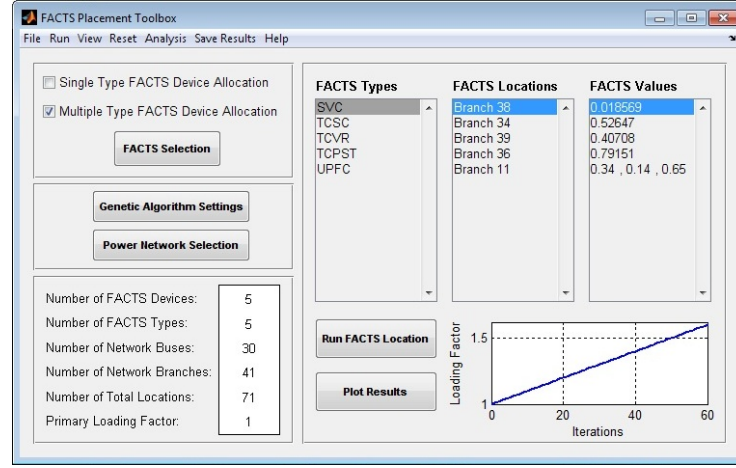 FACTS Placement Toolbox
File Run View Reset Analysis Save Results Help
Single Type FACTS Device Allocation
Multiple Type FACTS Device Allocation
FACTS Selection
Genetic Algorithm Settings
Power Network Selection
Number of FACTS Devices: 5
Number of FACTS Types: 5
Number of Network Buses: 30
Number of Network Branches: 41
Number of Total Locations: 71
Primary Loading Factor: 1
FACTS Types FACTS Locations FACTS Values
SVC Branch 38 0.018569
TCSC Branch 34 0.52647
TCVR Branch 39 0.40708
TCPST Branch 36 0.79151
UPFC Branch 11 0.34 , 0.14 , 0.65
Run FACTS Location
Plot Results
Loading Factor
1.5
1
0 20 40 60
Iterations